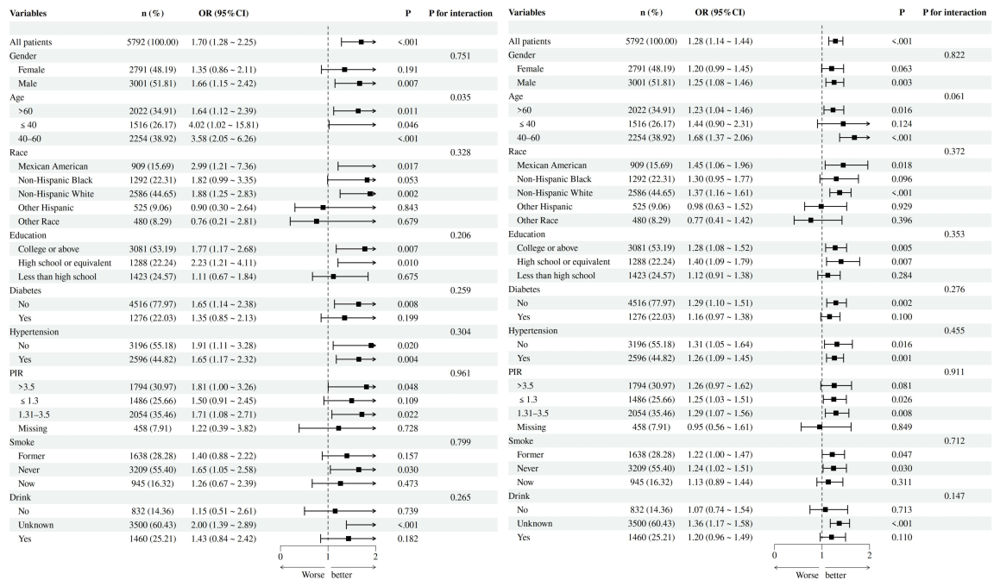 Variables n (%) OR (95%CI) P P for interaction
All patients 5792 (100.00) 1.70 (1.28 ~ 2.25) <.001
Gender 0.751
Female 2791 (48.19) 1.35 (0.86 ~ 2.11) 0.191
Male 3001 (51.81) 1.66 (1.15 ~ 2.42) 0.007
Age 0.035
>60 2022 (34.91) 1.64 (1.12 ~ 2.39) 0.011
≤ 40 1516 (26.17) 4.02 (1.02 ~ 15.81) 0.046
40–60 2254 (38.92) 3.58 (2.05 ~ 6.26) <.001
Race 0.328
Mexican American 909 (15.69) 2.99 (1.21 ~ 7.36) 0.017
Non-Hispanic Black 1292 (22.31) 1.82 (0.99 ~ 3.35) 0.053
Non-Hispanic White 2586 (44.65) 1.88 (1.25 ~ 2.83) 0.002
Other Hispanic 525 (9.06) 0.90 (0.30 ~ 2.64) 0.843
Other Race 480 (8.29) 0.76 (0.21 ~ 2.81) 0.679
Education 0.206
College or above 3081 (53.19) 1.77 (1.17 ~ 2.68) 0.007
High school or equivalent 1288 (22.24) 2.23 (1.21 ~ 4.11) 0.010
Less than high school 1423 (24.57) 1.11 (0.67 ~ 1.84) 0.675
Diabetes 0.259
No 4516 (77.97) 1.65 (1.14 ~ 2.38) 0.008
Yes 1276 (22.03) 1.35 (0.85 ~ 2.13) 0.199
Hypertension 0.304
No 3196 (55.18) 1.91 (1.11 ~ 3.28) 0.020
Yes 2596 (44.82) 1.65 (1.17 ~ 2.32) 0.004
PIR 0.961
>3.5 1794 (30.97) 1.81 (1.00 ~ 3.26) 0.048
≤ 1.3 1486 (25.66) 1.50 (0.91 ~ 2.45) 0.109
1.31–3.5 2054 (35.46) 1.71 (1.08 ~ 2.71) 0.022
Missing 458 (7.91) 1.22 (0.39 ~ 3.82) 0.728
Smoke 0.799
Former 1638 (28.28) 1.40 (0.88 ~ 2.22) 0.157
Never 3209 (55.40) 1.65 (1.05 ~ 2.58) 0.030
Now 945 (16.32) 1.26 (0.67 ~ 2.39) 0.473
Drink 0.265
No 832 (14.36) 1.15 (0.51 ~ 2.61) 0.739
Unknown 3500 (60.43) 2.00 (1.39 ~ 2.89) <.001
Yes 1460 (25.21) 1.43 (0.84 ~ 2.42) 0.182
0 1 2
Worse better
Variables n (%) OR (95%CI) P P for interaction
All patients 5792 (100.00) 1.28 (1.14 ~ 1.44) <.001
Gender 0.822
Female 2791 (48.19) 1.20 (0.99 ~ 1.45) 0.063
Male 3001 (51.81) 1.25 (1.08 ~ 1.46) 0.003
Age 0.061
>60 2022 (34.91) 1.23 (1.04 ~ 1.46) 0.016
≤ 40 1516 (26.17) 1.44 (0.90 ~ 2.31) 0.124
40–60 2254 (38.92) 1.68 (1.37 ~ 2.06) <.001
Race 0.372
Mexican American 909 (15.69) 1.45 (1.06 ~ 1.96) 0.018
Non-Hispanic Black 1292 (22.31) 1.30 (0.95 ~ 1.77) 0.096
Non-Hispanic White 2586 (44.65) 1.37 (1.16 ~ 1.61) <.001
Other Hispanic 525 (9.06) 0.98 (0.63 ~ 1.52) 0.929
Other Race 480 (8.29) 0.77 (0.41 ~ 1.42) 0.396
Education 0.353
College or above 3081 (53.19) 1.28 (1.08 ~ 1.52) 0.005
High school or equivalent 1288 (22.24) 1.40 (1.09 ~ 1.79) 0.007
Less than high school 1423 (24.57) 1.12 (0.91 ~ 1.38) 0.284
Diabetes 0.276
No 4516 (77.97) 1.29 (1.10 ~ 1.51) 0.002
Yes 1276 (22.03) 1.16 (0.97 ~ 1.38) 0.100
Hypertension 0.455
No 3196 (55.18) 1.31 (1.05 ~ 1.64) 0.016
Yes 2596 (44.82) 1.26 (1.09 ~ 1.45) 0.001
PIR 0.911
>3.5 1794 (30.97) 1.26 (0.97 ~ 1.62) 0.081
≤ 1.3 1486 (25.66) 1.25 (1.03 ~ 1.51) 0.026
1.31–3.5 2054 (35.46) 1.29 (1.07 ~ 1.56) 0.008
Missing 458 (7.91) 0.95 (0.56 ~ 1.61) 0.849
Smoke 0.712
Former 1638 (28.28) 1.22 (1.00 ~ 1.47) 0.047
Never 3209 (55.40) 1.24 (1.02 ~ 1.51) 0.030
Now 945 (16.32) 1.13 (0.89 ~ 1.44) 0.311
Drink 0.147
No 832 (14.36) 1.07 (0.74 ~ 1.54) 0.713
Unknown 3500 (60.43) 1.36 (1.17 ~ 1.58) <.001
Yes 1460 (25.21) 1.20 (0.96 ~ 1.49) 0.110
0 1 2
Worse better